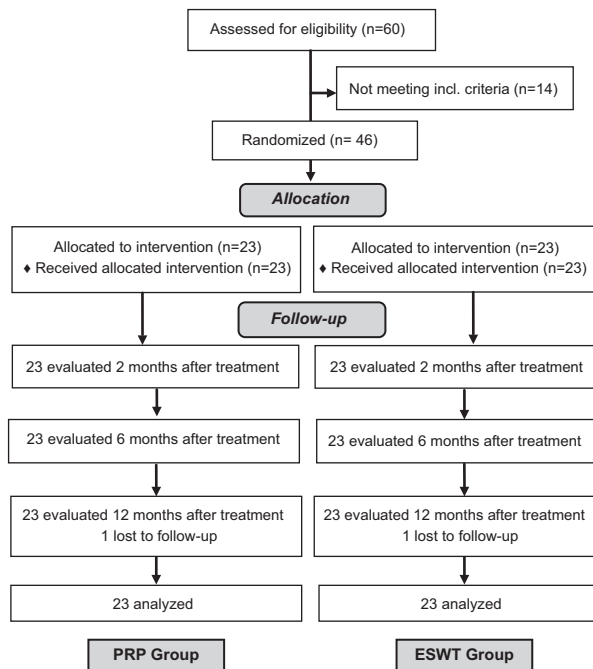 Assessed for eligibility (n=60)
Not meeting incl. criteria (n=14)
Randomized (n= 46)
Allocation
Allocated to intervention (n=23)
♦ Received allocated intervention (n=23)
Allocated to intervention (n=23)
♦ Received allocated intervention (n=23)
Follow-up
23 evaluated 2 months after treatment
23 evaluated 2 months after treatment
23 evaluated 6 months after treatment
23 evaluated 6 months after treatment
23 evaluated 12 months after treatment
1 lost to follow-up
23 evaluated 12 months after treatment
1 lost to follow-up
23 analyzed
23 analyzed
PRP Group
ESWT Group